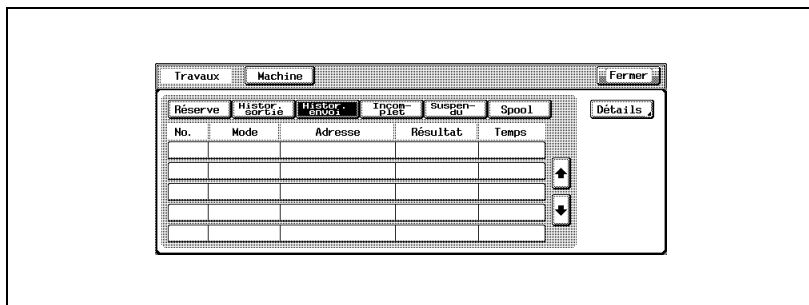 Travaux Machine Fermer
Réserve Histor. sortie Histor. envoi Incom- plet Suspen- du Spool Détails
No. Mode Adresse Résultat Temps